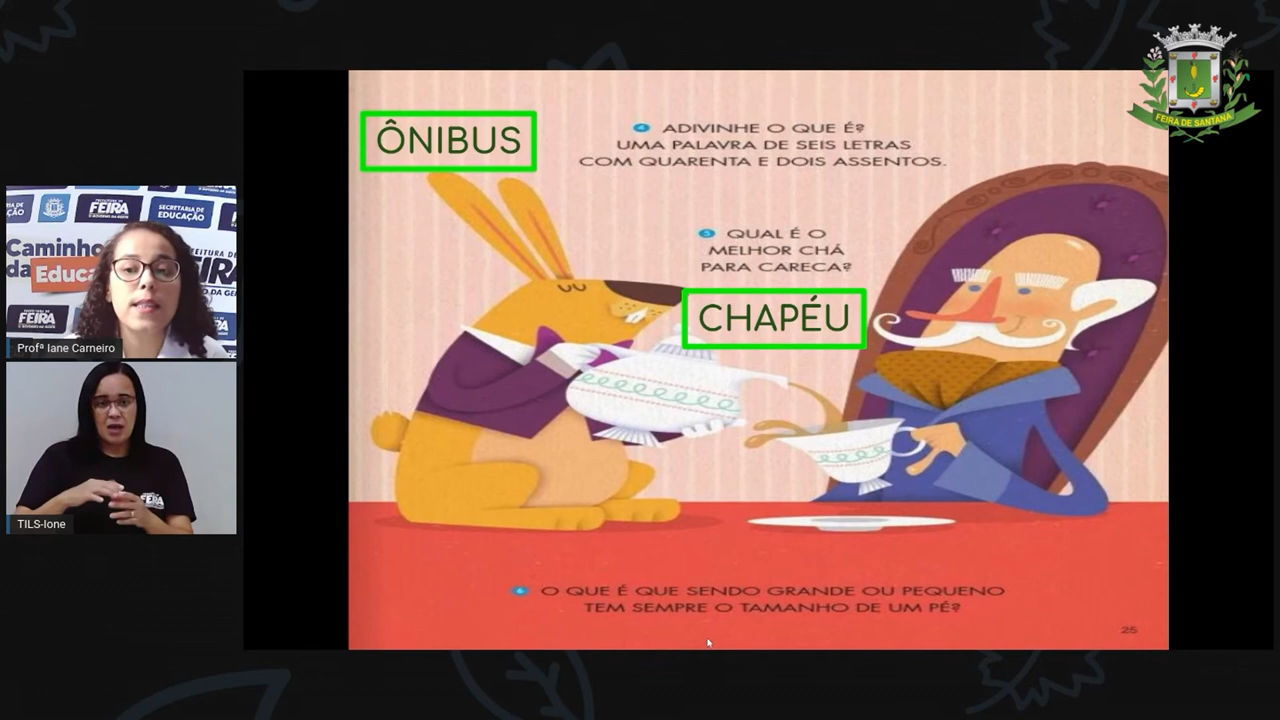 FEIRA DE SANTANA
ÔNIBUS
4 ADIVINHE O QUE É?
UMA PALAVRA DE SEIS LETRAS
COM QUARENTA E DOIS ASSENTOS.
5 QUAL É O
MELHOR CHÁ
PARA CARECA?
CHAPÉU
6 O QUE É QUE SENDO GRANDE OU PEQUENO
TEM SEMPRE O TAMANHO DE UM PÉ?
25
FEIRA
SECRETARIA DE
EDUCAÇÃO
Caminho
da Educa
FEIRA
Profª Iane Carneiro
FEIRA
TILS-Ione